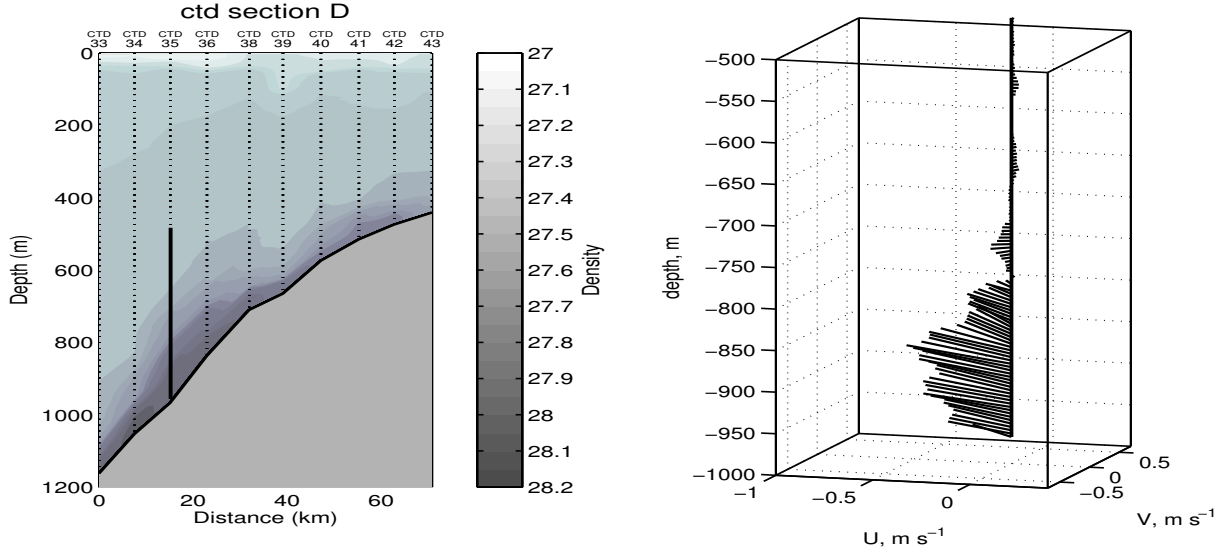 ctd section D
CTD CTD CTD CTD CTD CTD CTD CTD CTD CTD
33 34 35 36 38 39 40 41 42 43
0
200
400
600
800
1000
1200
Depth (m)
0 20 40 60
Distance (km)
27
27.1
27.2
27.3
27.4
27.5
27.6
27.7
27.8
27.9
28
28.1
28.2
Density
−500
−550
−600
−650
−700
−750
−800
−850
−900
−950
−1000
depth, m
−1 −0.5 0
U, m s⁻¹
−0.5 0 0.5
V, m s⁻¹